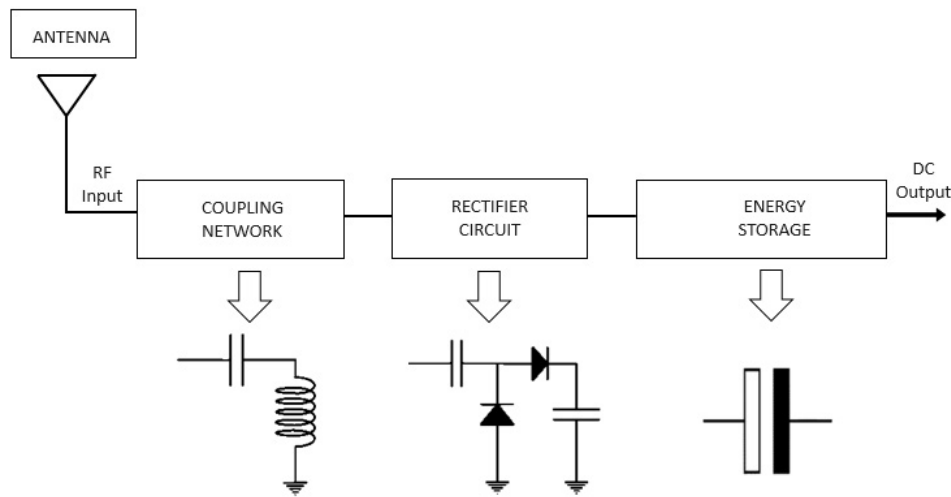 ANTENNA
RF
Input
COUPLING
NETWORK
RECTIFIER
CIRCUIT
ENERGY
STORAGE
DC
Output